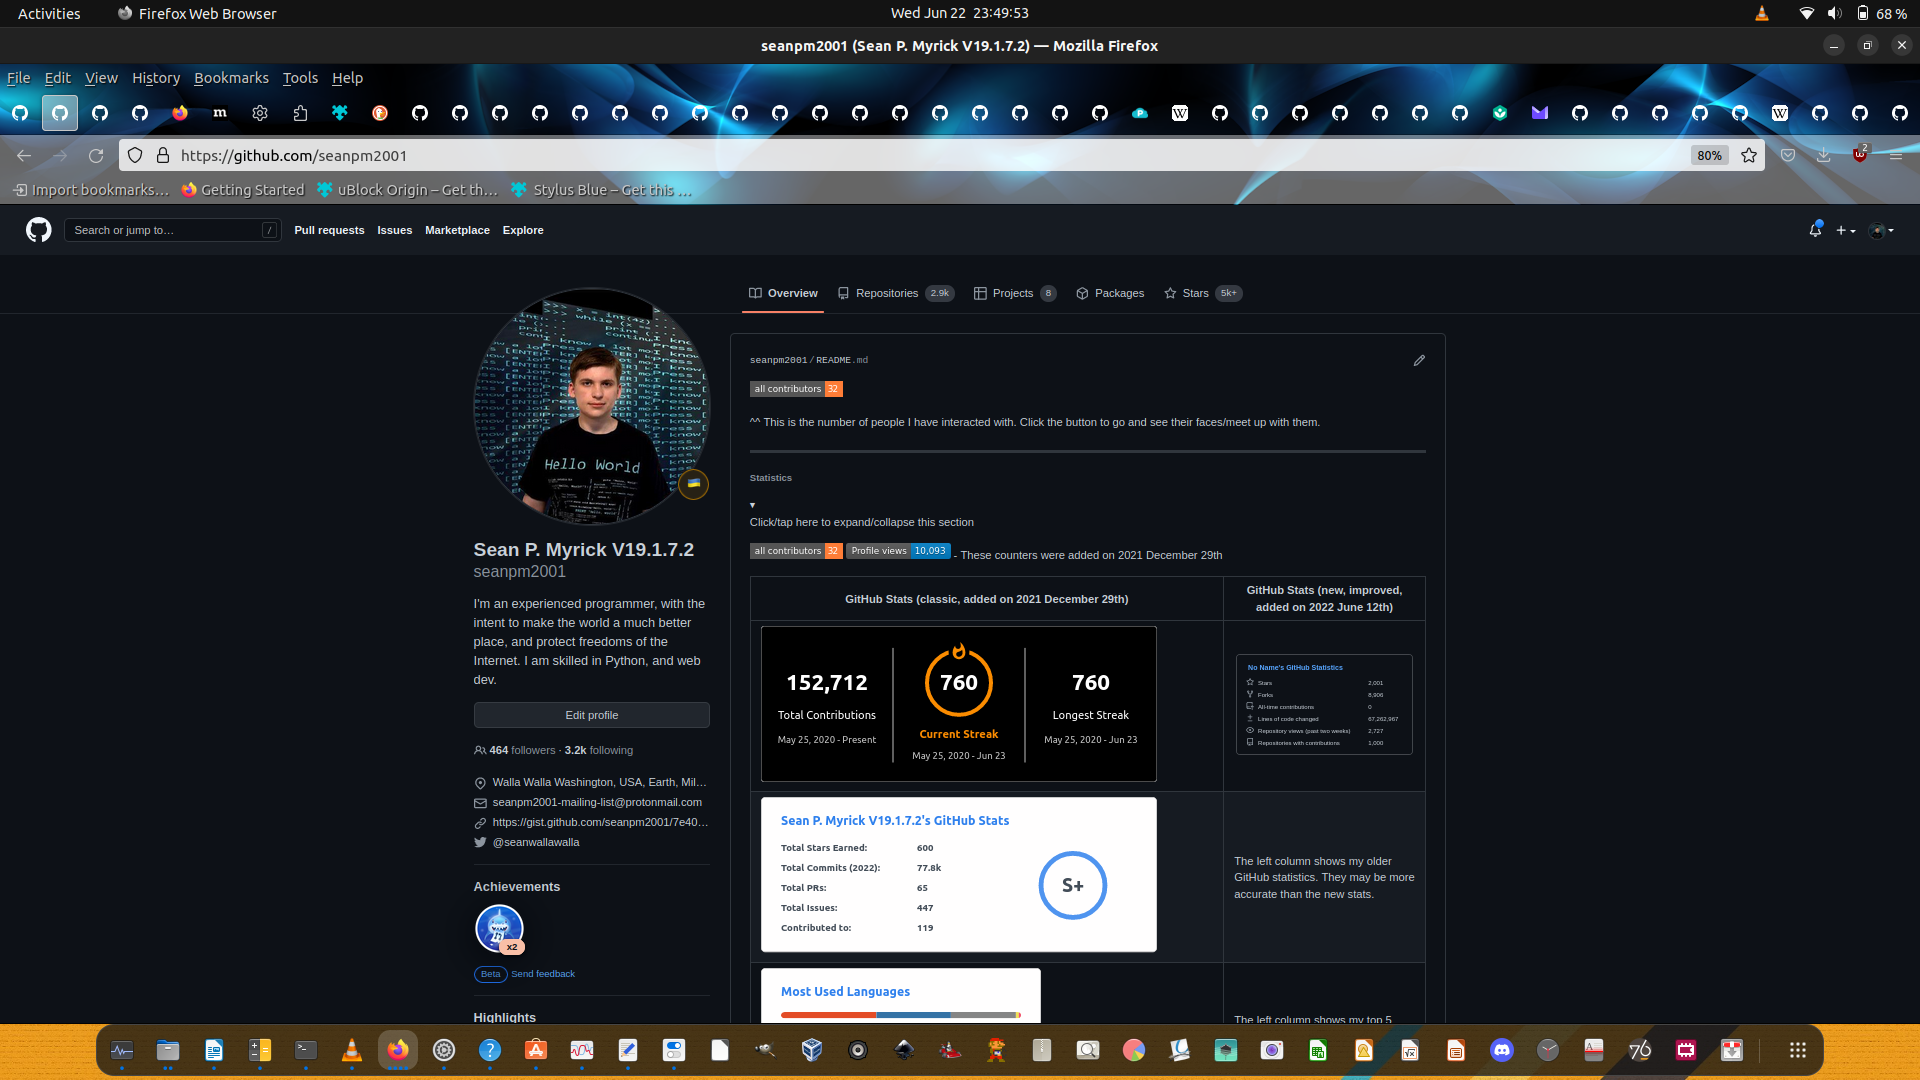 Activities
Firefox Web Browser
Wed Jun 22 23:49:53
68 %
seanpm2001 (Sean P. Myrick V19.1.7.2) — Mozilla Firefox
File Edit View History Bookmarks Tools Help
https://github.com/seanpm2001
80%
2
Import bookmarks…
Getting Started
uBlock Origin – Get th…
Stylus Blue – Get this …
Search or jump to…
/
Pull requests
Issues
Marketplace
Explore
Overview
Repositories 2.9k
Projects 8
Packages
Stars 5k+
Hello World
Sean P. Myrick V19.1.7.2
seanpm2001
I'm an experienced programmer, with the
intent to make the world a much better
place, and protect freedoms of the
Internet. I am skilled in Python, and web
dev.
Edit profile
464 followers · 3.2k following
Walla Walla Washington, USA, Earth, Mil…
seanpm2001-mailing-list@protonmail.com
https://gist.github.com/seanpm2001/7e40…
@seanwallawalla
Achievements
x2
Beta Send feedback
Highlights
seanpm2001/README.md
all contributors 32
^^ This is the number of people I have interacted with. Click the button to go and see their faces/meet up with them.
Statistics
▾
Click/tap here to expand/collapse this section
all contributors 32 Profile views 10,093 - These counters were added on 2021 December 29th
GitHub Stats (classic, added on 2021 December 29th)
GitHub Stats (new, improved,
added on 2022 June 12th)
152,712
Total Contributions
May 25, 2020 - Present
760
Current Streak
May 25, 2020 - Jun 23
760
Longest Streak
May 25, 2020 - Jun 23
No Name's GitHub Statistics
Stars 2,001
Forks 8,906
All-time contributions 0
Lines of code changed 67,262,967
Repository views (past two weeks) 2,727
Repositories with contributions 1,000
Sean P. Myrick V19.1.7.2's GitHub Stats
Total Stars Earned: 600
Total Commits (2022): 77.8k
Total PRs: 65
Total Issues: 447
Contributed to: 119
S+
The left column shows my older
GitHub statistics. They may be more
accurate than the new stats.
Most Used Languages
The left column shows my top 5